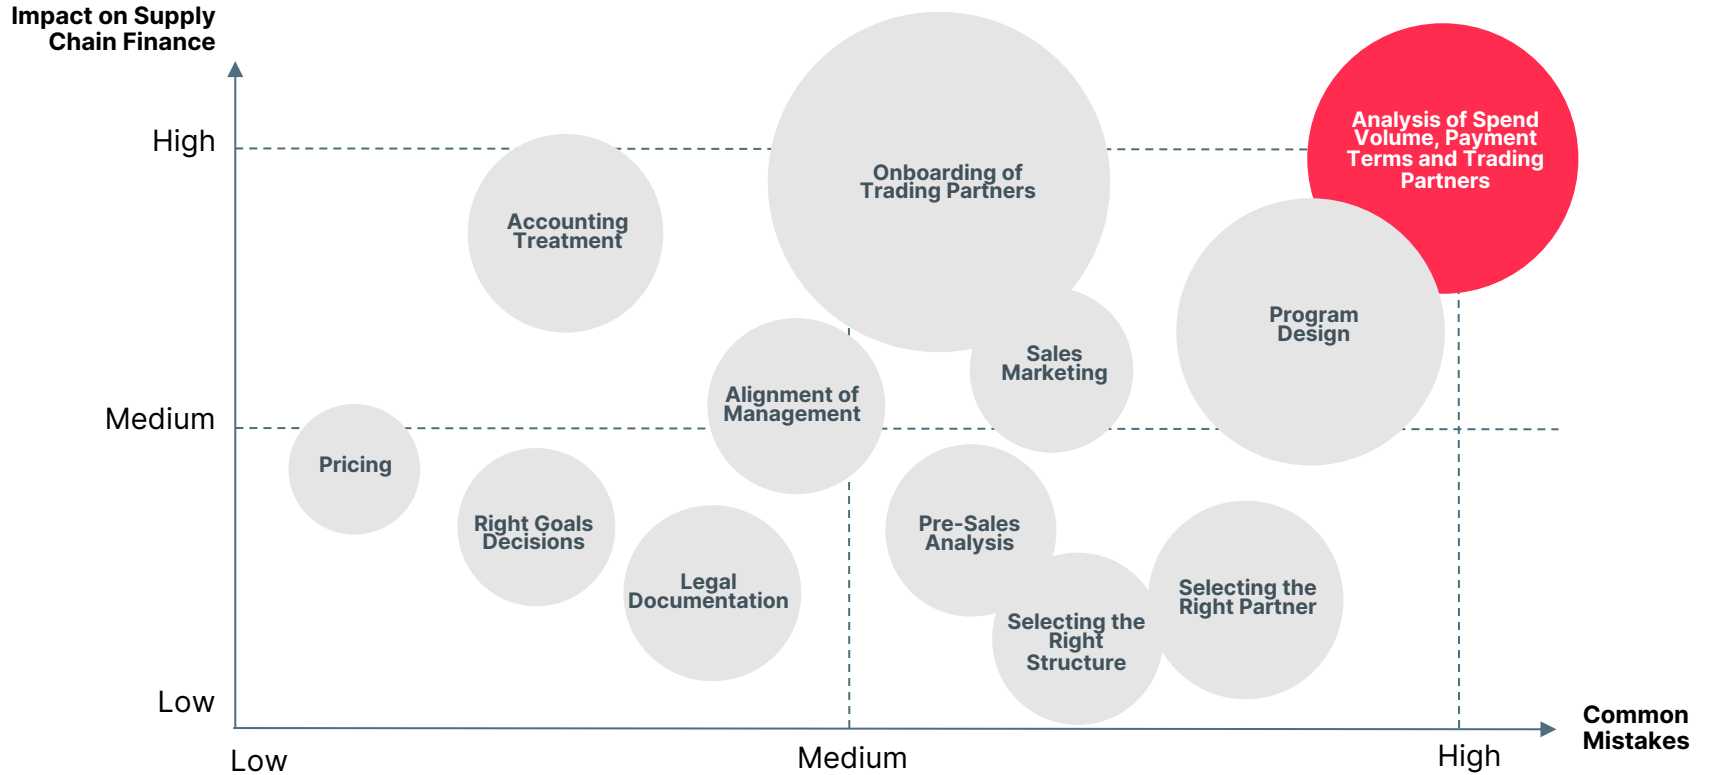 Impact on Supply
Chain Finance
High
Medium
Low
Analysis of Spend
Volume, Payment
Terms and Trading
Partners
Onboarding of
Trading Partners
Accounting
Treatment
Program
Design
Sales
Marketing
Alignment of
Management
Pricing
Right Goals
Decisions
Pre-Sales
Analysis
Legal
Documentation
Selecting the
Right Partner
Selecting the
Right
Structure
Low
Medium
High
Common
Mistakes